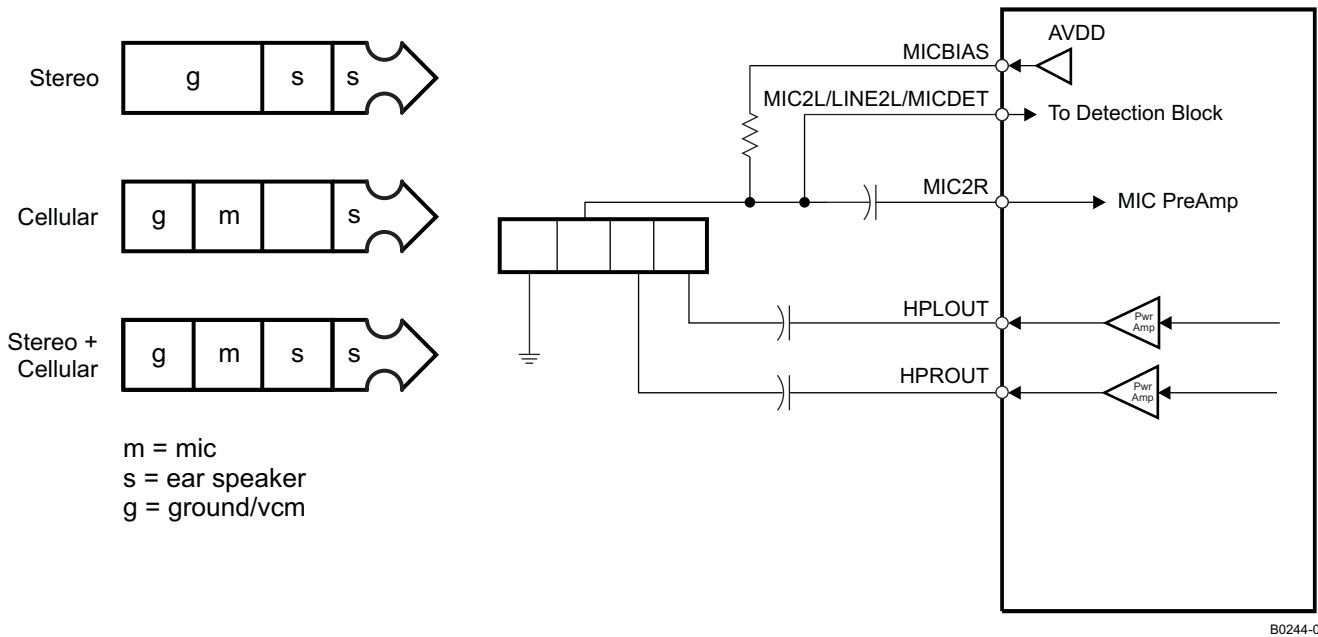 Stereo
g s s
Cellular
g m s
Stereo +
Cellular
g m s s
m = mic
s = ear speaker
g = ground/vcm
AVDD
MICBIAS
MIC2L/LINE2L/MICDET
To Detection Block
MIC2R
MIC PreAmp
HPLOUT
Pwr
Amp
HPROUT
Pwr
Amp